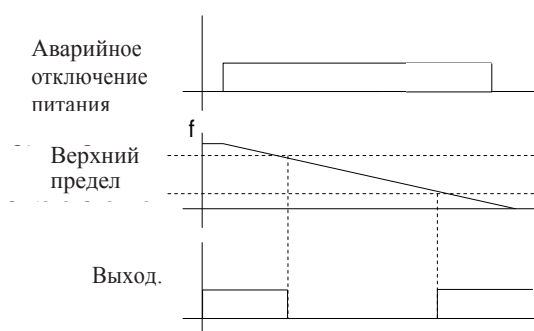 Аварийное
отключение
питания
f
Верхний
предел
Выход.